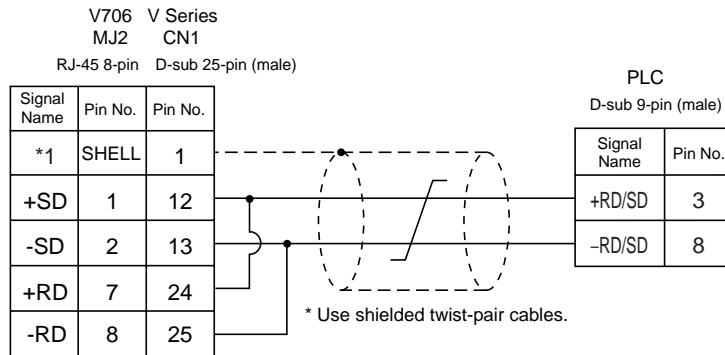 V706 V Series
MJ2 CN1
RJ-45 8-pin D-sub 25-pin (male)
PLC
D-sub 9-pin (male)
Signal Name Pin No. Pin No.
*1 SHELL 1
+SD 1 12
-SD 2 13
+RD 7 24
-RD 8 25
Signal Name Pin No.
+RD/SD 3
−RD/SD 8
* Use shielded twist-pair cables.